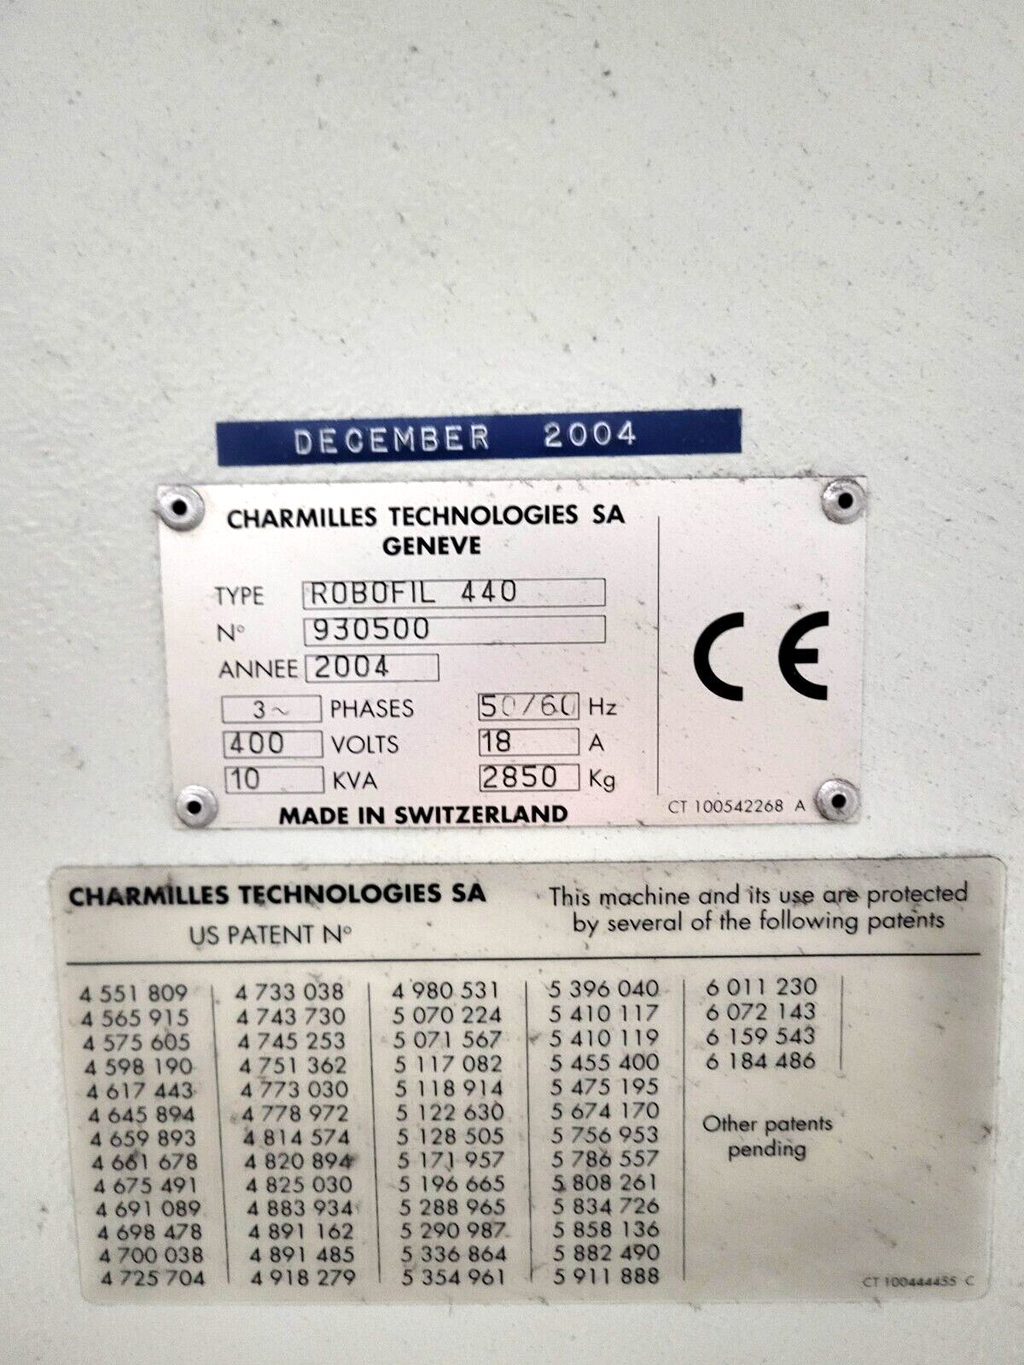 DECEMBER 2004
CHARMILLES TECHNOLOGIES SA
GENEVE
TYPE ROBOFIL 440
N° 930500
ANNEE 2004
3~ PHASES 50/60 Hz
400 VOLTS 18 A
10 KVA 2850 Kg
MADE IN SWITZERLAND
CE
CT 100542268 A
CHARMILLES TECHNOLOGIES SA
US PATENT N°
This machine and its use are protected
by several of the following patents
4 551 809 4 733 038 4 980 531 5 396 040 6 011 230
4 565 915 4 743 730 5 070 224 5 410 117 6 072 143
4 575 605 4 745 253 5 071 567 5 410 119 6 159 543
4 598 190 4 751 362 5 117 082 5 455 400 6 184 486
4 617 443 4 773 030 5 118 914 5 475 195
4 645 894 4 778 972 5 122 630 5 674 170
4 659 893 4 814 574 5 128 505 5 756 953
4 661 678 4 820 894 5 171 957 5 786 557
4 675 491 4 825 030 5 196 665 5 808 261
4 691 089 4 883 934 5 288 965 5 834 726
4 698 478 4 891 162 5 290 987 5 858 136
4 700 038 4 891 485 5 336 864 5 882 490
4 725 704 4 918 279 5 354 961 5 911 888
Other patents
pending
CT 100444455 C